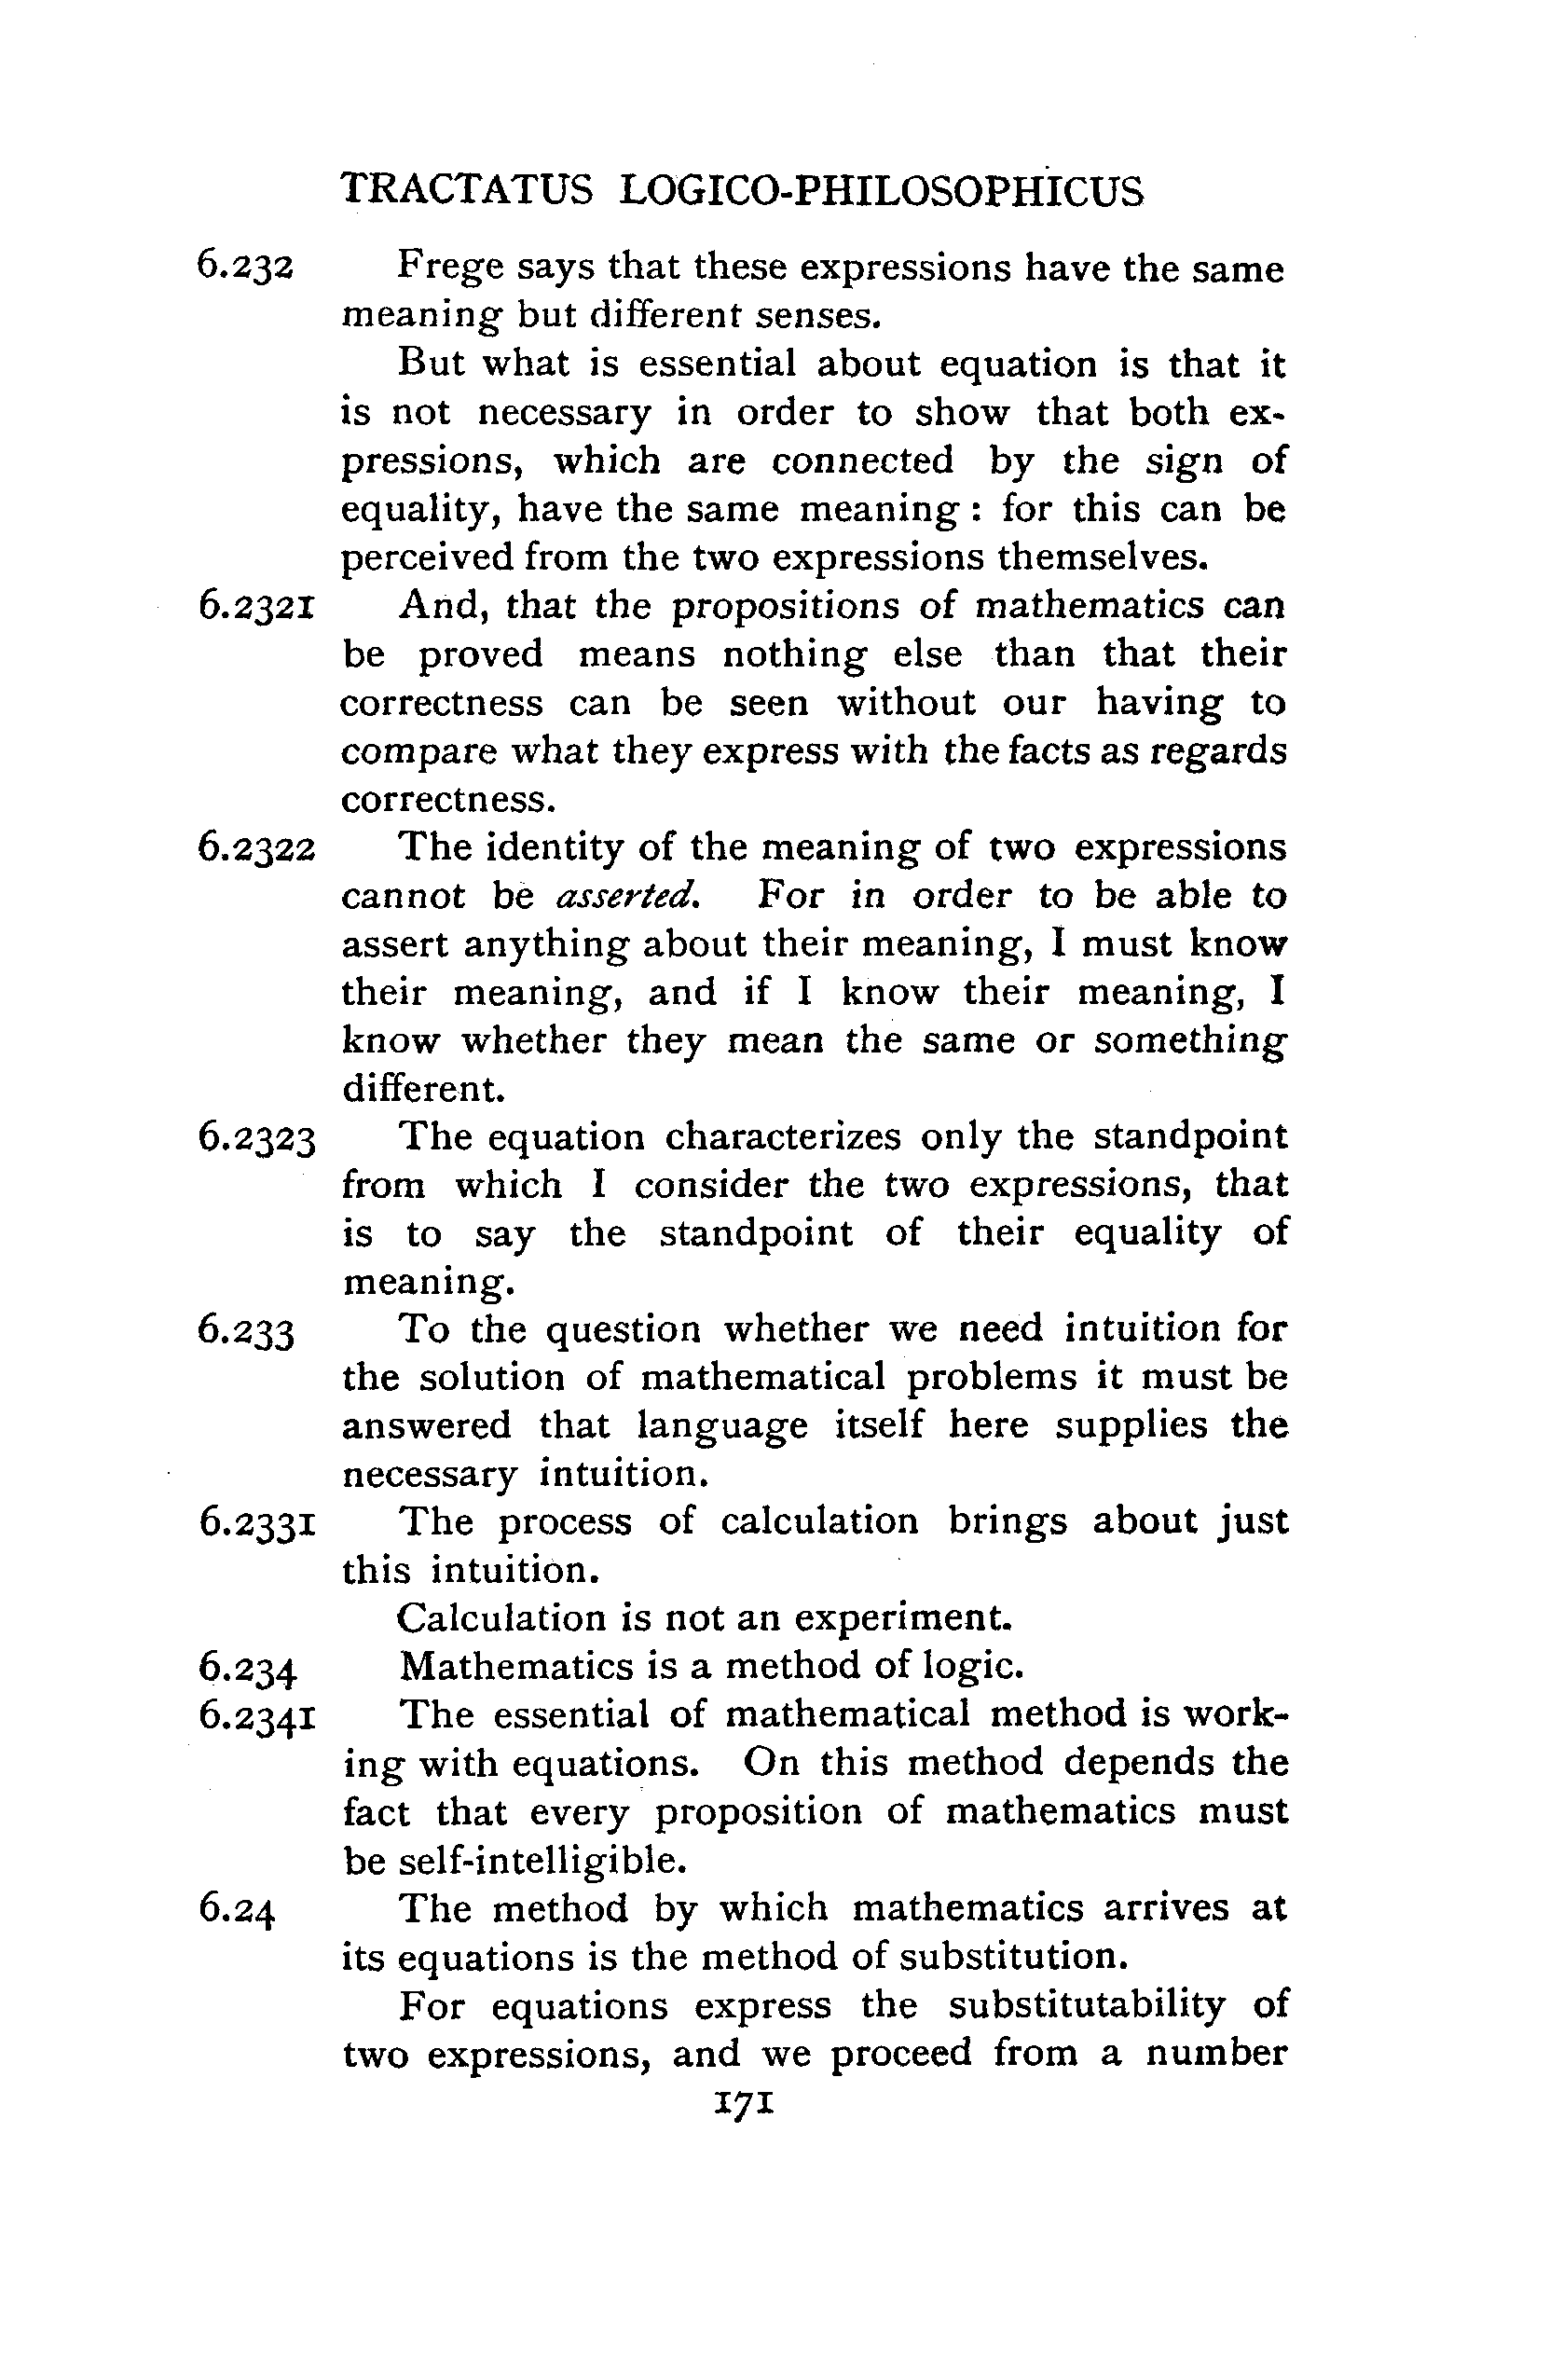 TRACTATUS LOGICO-PHILOSOPHICUS
6.232 Frege says that these expressions have the same
meaning but different senses.
But what is essential about equation is that it
is not necessary in order to show that both ex-
pressions, which are connected by the sign of
equality, have the same meaning : for this can be
perceived from the two expressions themselves.
6.2321 And, that the propositions of mathematics can
be proved means nothing else than that their
correctness can be seen without our having to
compare what they express with the facts as regards
correctness.
6.2322 The identity of the meaning of two expressions
cannot be asserted. For in order to be able to
assert anything about their meaning, I must know
their meaning, and if I know their meaning, I
know whether they mean the same or something
different.
6.2323 The equation characterizes only the standpoint
from which I consider the two expressions, that
is to say the standpoint of their equality of
meaning.
6.233 To the question whether we need intuition for
the solution of mathematical problems it must be
answered that language itself here supplies the
necessary intuition.
6.2331 The process of calculation brings about just
this intuition.
Calculation is not an experiment.
6.234 Mathematics is a method of logic.
6.2341 The essential of mathematical method is work-
ing with equations. On this method depends the
fact that every proposition of mathematics must
be self-intelligible.
6.24 The method by which mathematics arrives at
its equations is the method of substitution.
For equations express the substitutability of
two expressions, and we proceed from a number
171